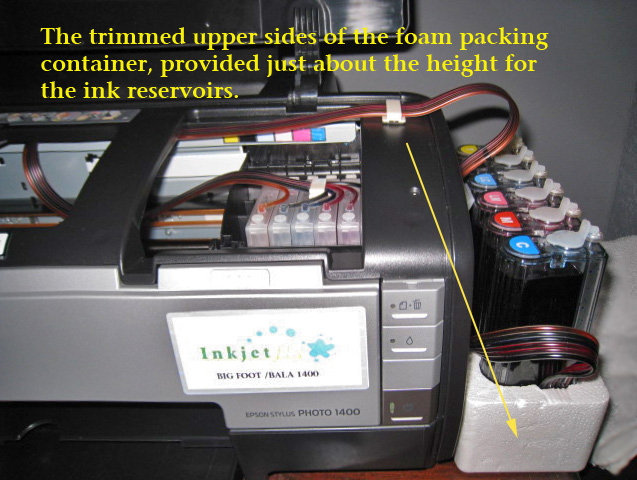 The trimmed upper sides of the foam packing
container, provided just about the height for
the ink reservoirs.
C
Inkjet
BIG FOOT /BALA 1400
EPSON STYLUS PHOTO 1400